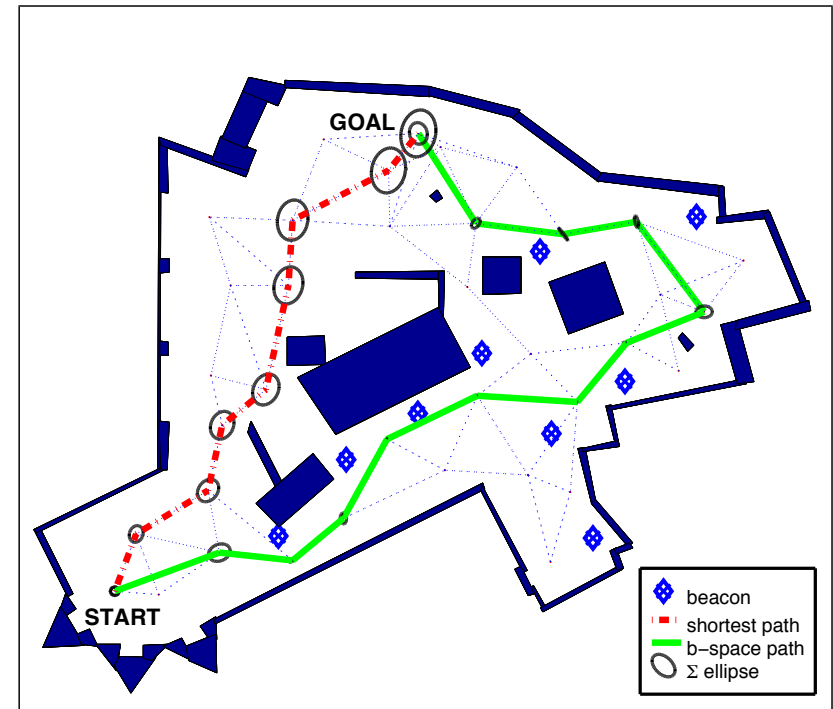 GOAL
START
beacon
shortest path
b−space path
Σ ellipse